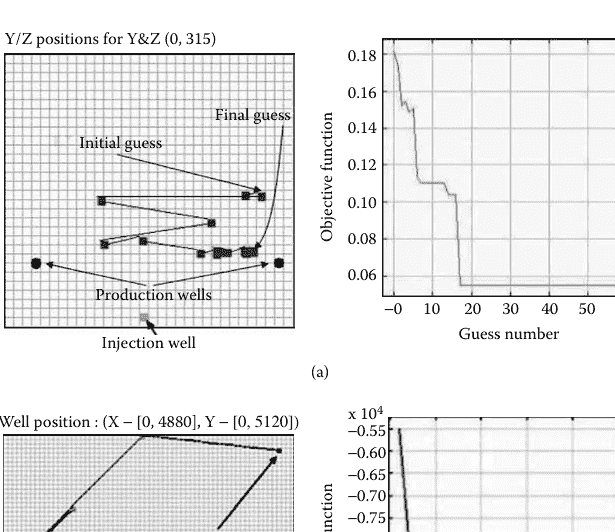 Y/Z positions for Y&Z (0, 315)
Final guess
Initial guess
Production wells
Injection well
0.18
0.16
0.14
0.12
0.10
0.08
0.06
Objective function
−0
10
20
30
40
50
Guess number
(a)
Well position : (X − [0, 4880], Y − [0, 5120])
x 10⁴
−0.55
−0.6
−0.65
−0.7
−0.75